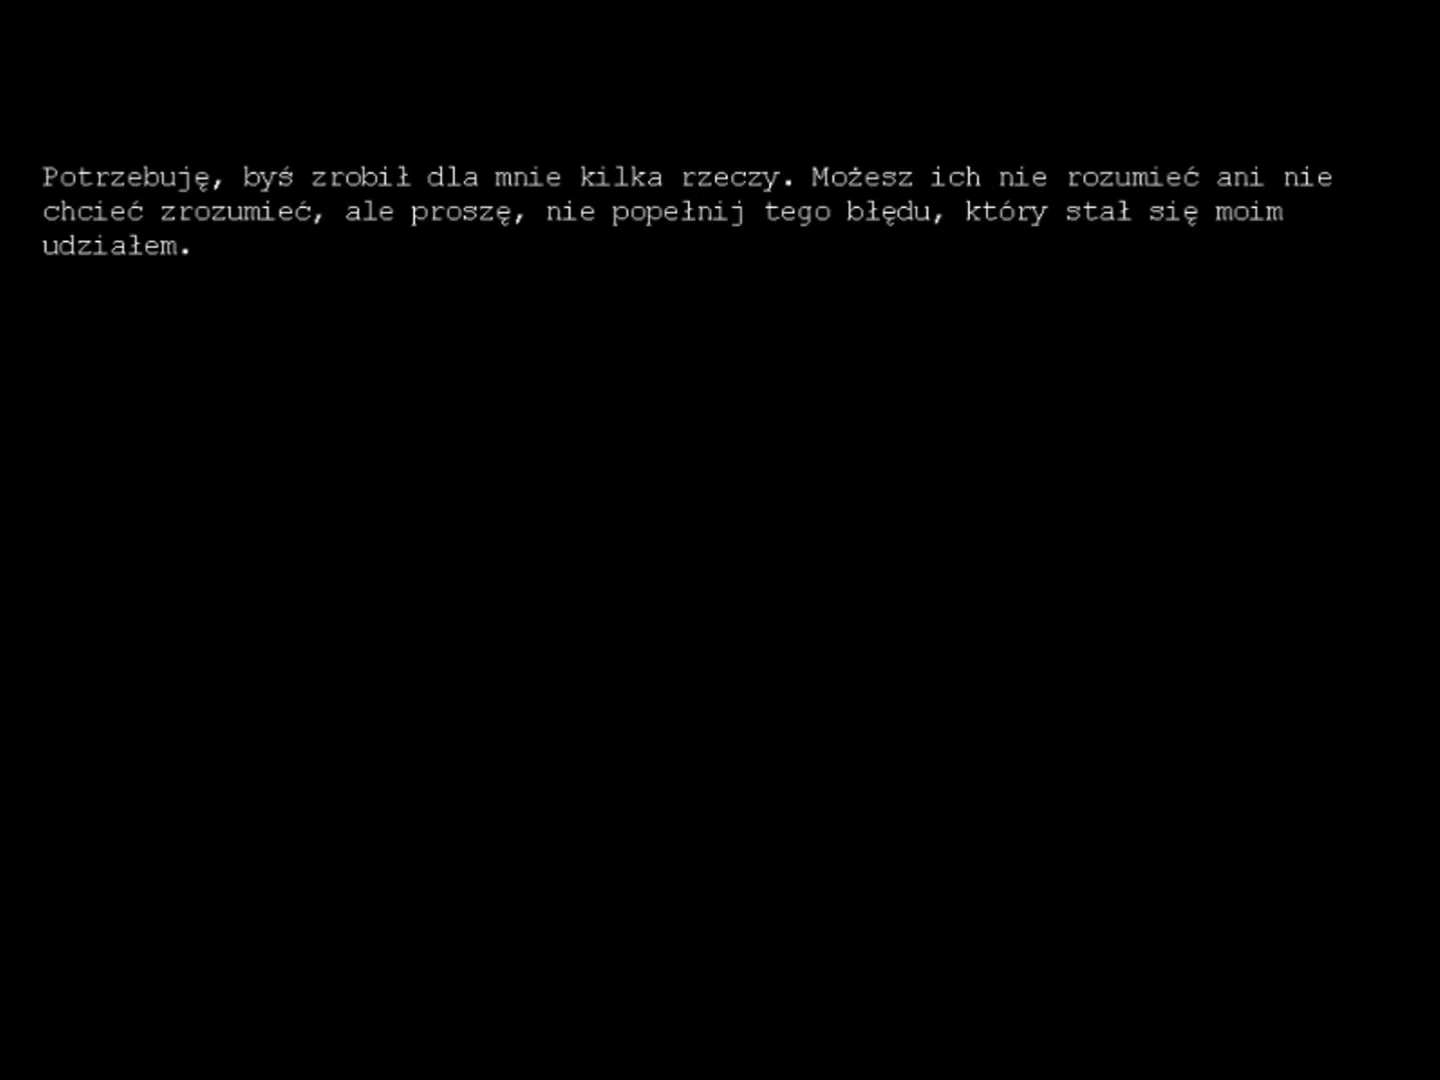 Potrzebuję, byś zrobił dla mnie kilka rzeczy. Możesz ich nie rozumieć ani nie
chcieć zrozumieć, ale proszę, nie popełnij tego błędu, który stał się moim
udziałem.